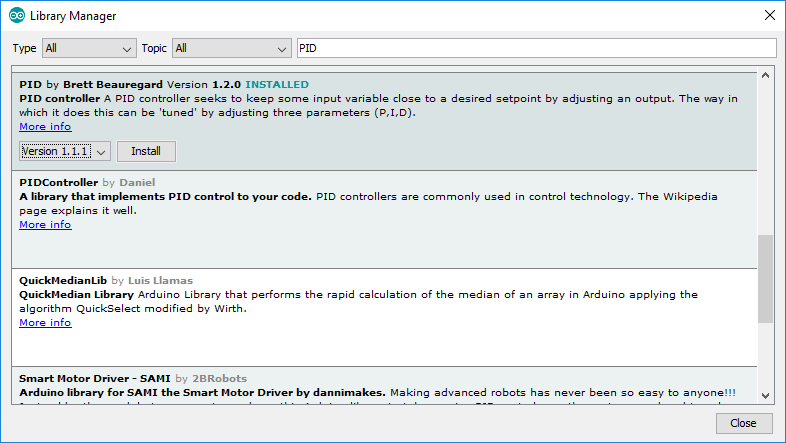 Library Manager
Type All Topic All PID
PID by Brett Beauregard Version 1.2.0 INSTALLED
PID controller A PID controller seeks to keep some input variable close to a desired setpoint by adjusting an output. The way in
which it does this can be 'tuned' by adjusting three parameters (P,I,D).
More info
Version 1.1.1 Install
PIDController by Daniel
A library that implements PID control to your code. PID controllers are commonly used in control technology. The Wikipedia
page explains it well.
More info
QuickMedianLib by Luis Llamas
QuickMedian Library Arduino Library that performs the rapid calculation of the median of an array in Arduino applying the
algorithm QuickSelect modified by Wirth.
More info
Smart Motor Driver - SAMI by 2BRobots
Arduino library for SAMI the Smart Motor Driver by dannimakes. Making advanced robots has never been so easy to anyone!!!
Close